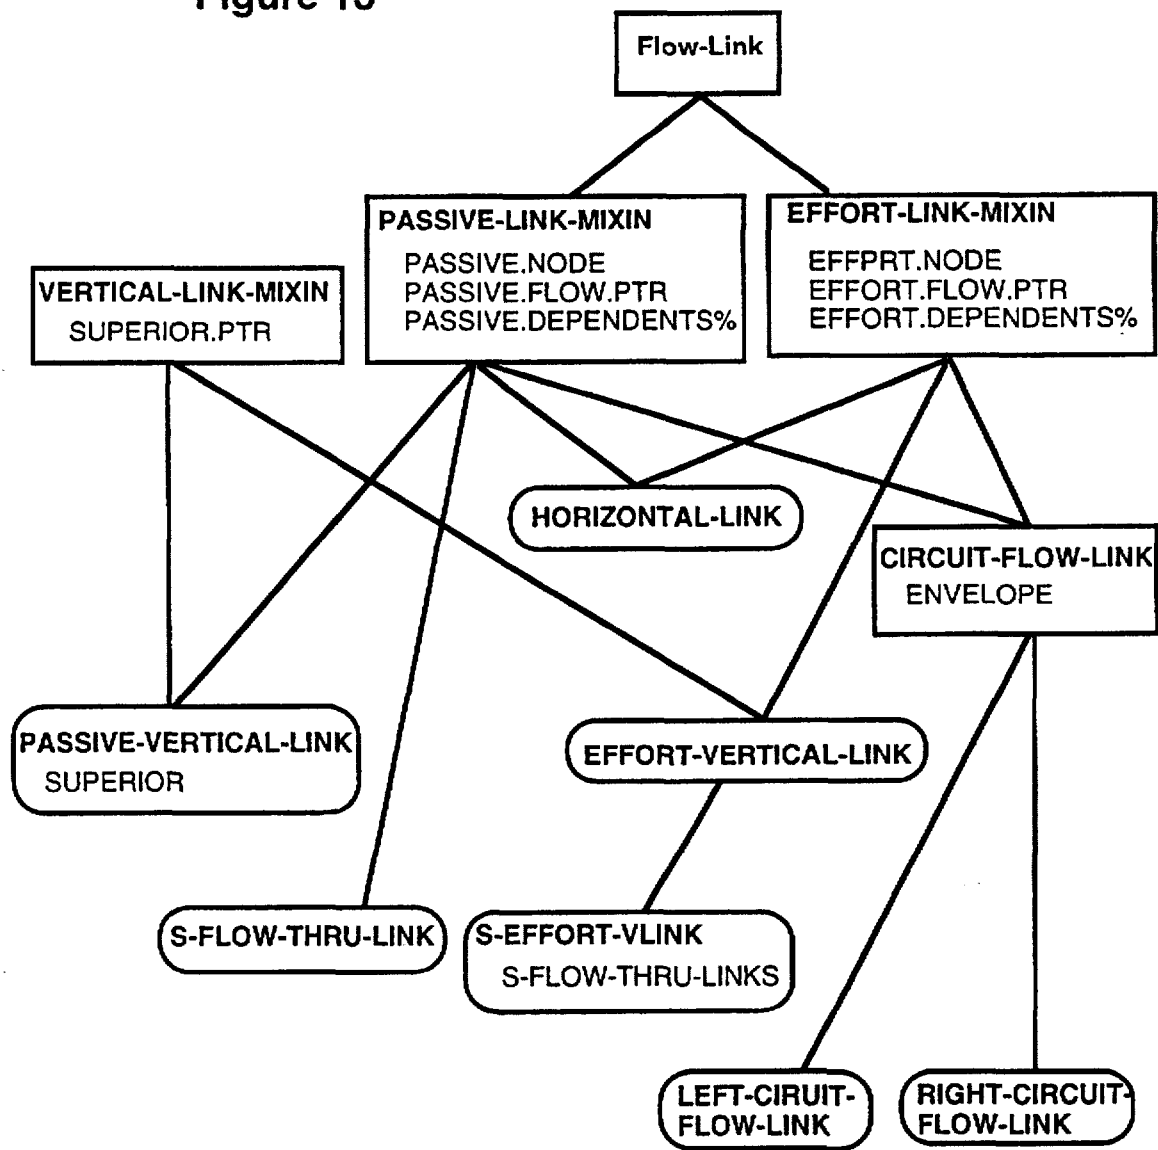 Figure 13
Flow-Link
PASSIVE-LINK-MIXIN
PASSIVE.NODE
PASSIVE.FLOW.PTR
PASSIVE.DEPENDENTS%
EFFORT-LINK-MIXIN
EFFPRT.NODE
EFFORT.FLOW.PTR
EFFORT.DEPENDENTS%
VERTICAL-LINK-MIXIN
SUPERIOR.PTR
HORIZONTAL-LINK
CIRCUIT-FLOW-LINK
ENVELOPE
PASSIVE-VERTICAL-LINK
SUPERIOR
EFFORT-VERTICAL-LINK
S-FLOW-THRU-LINK
S-EFFORT-VLINK
S-FLOW-THRU-LINKS
LEFT-CIRUIT-
FLOW-LINK
RIGHT-CIRCUIT-
FLOW-LINK